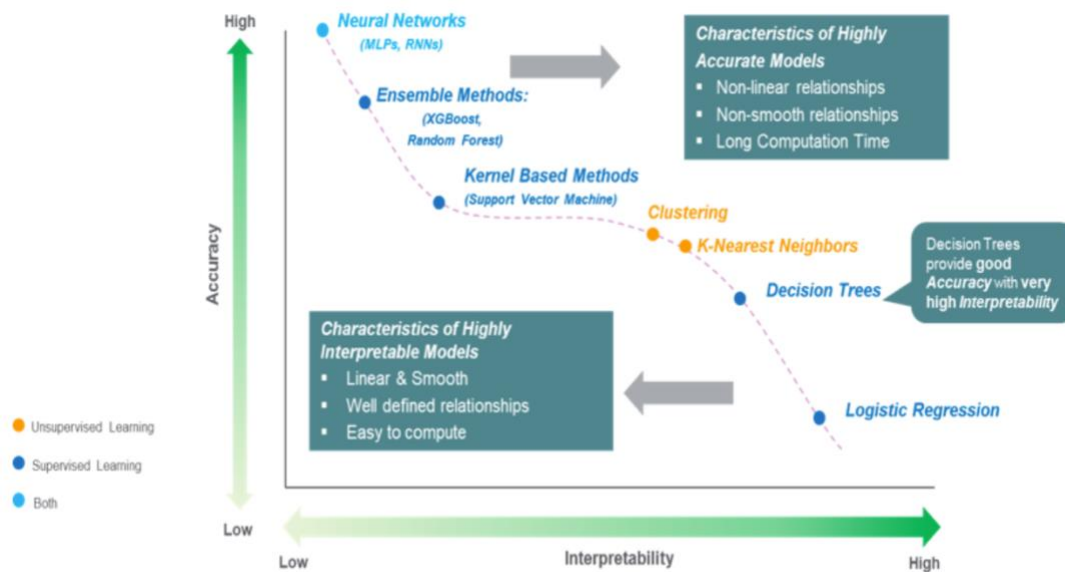 High
Neural Networks
(MLPs, RNNs)
Ensemble Methods:
(XGBoost,
Random Forest)
Kernel Based Methods
(Support Vector Machine)
Characteristics of Highly
Accurate Models
▪ Non-linear relationships
▪ Non-smooth relationships
▪ Long Computation Time
Clustering
K-Nearest Neighbors
Decision Trees
Decision Trees
provide good
Accuracy with very
high Interpretability
Accuracy
Characteristics of Highly
Interpretable Models
▪ Linear & Smooth
▪ Well defined relationships
▪ Easy to compute
Logistic Regression
Unsupervised Learning
Supervised Learning
Both
Low
Low
Interpretability
High